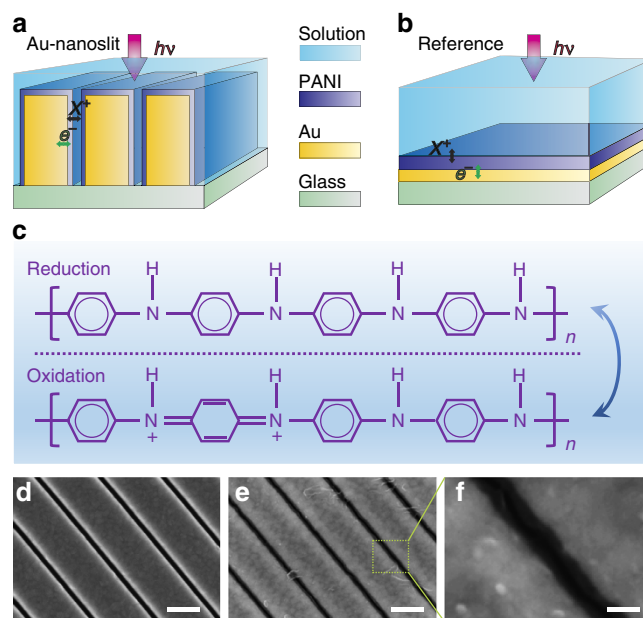 a
Au-nanoslit
hν
X⁺
e⁻
Solution
PANI
Au
Glass
b
Reference
hν
X⁺
e⁻
c
Reduction
H H H H
N N N N
n
Oxidation
H H H H
N N N N
+ +
n
d
e
f